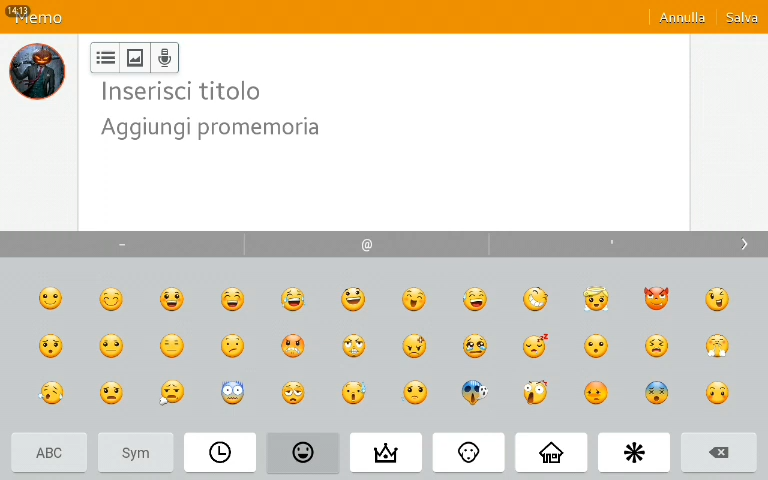 14:13
Memo
Annulla
Salva
Inserisci titolo
Aggiungi promemoria
- @ '
ABC
Sym